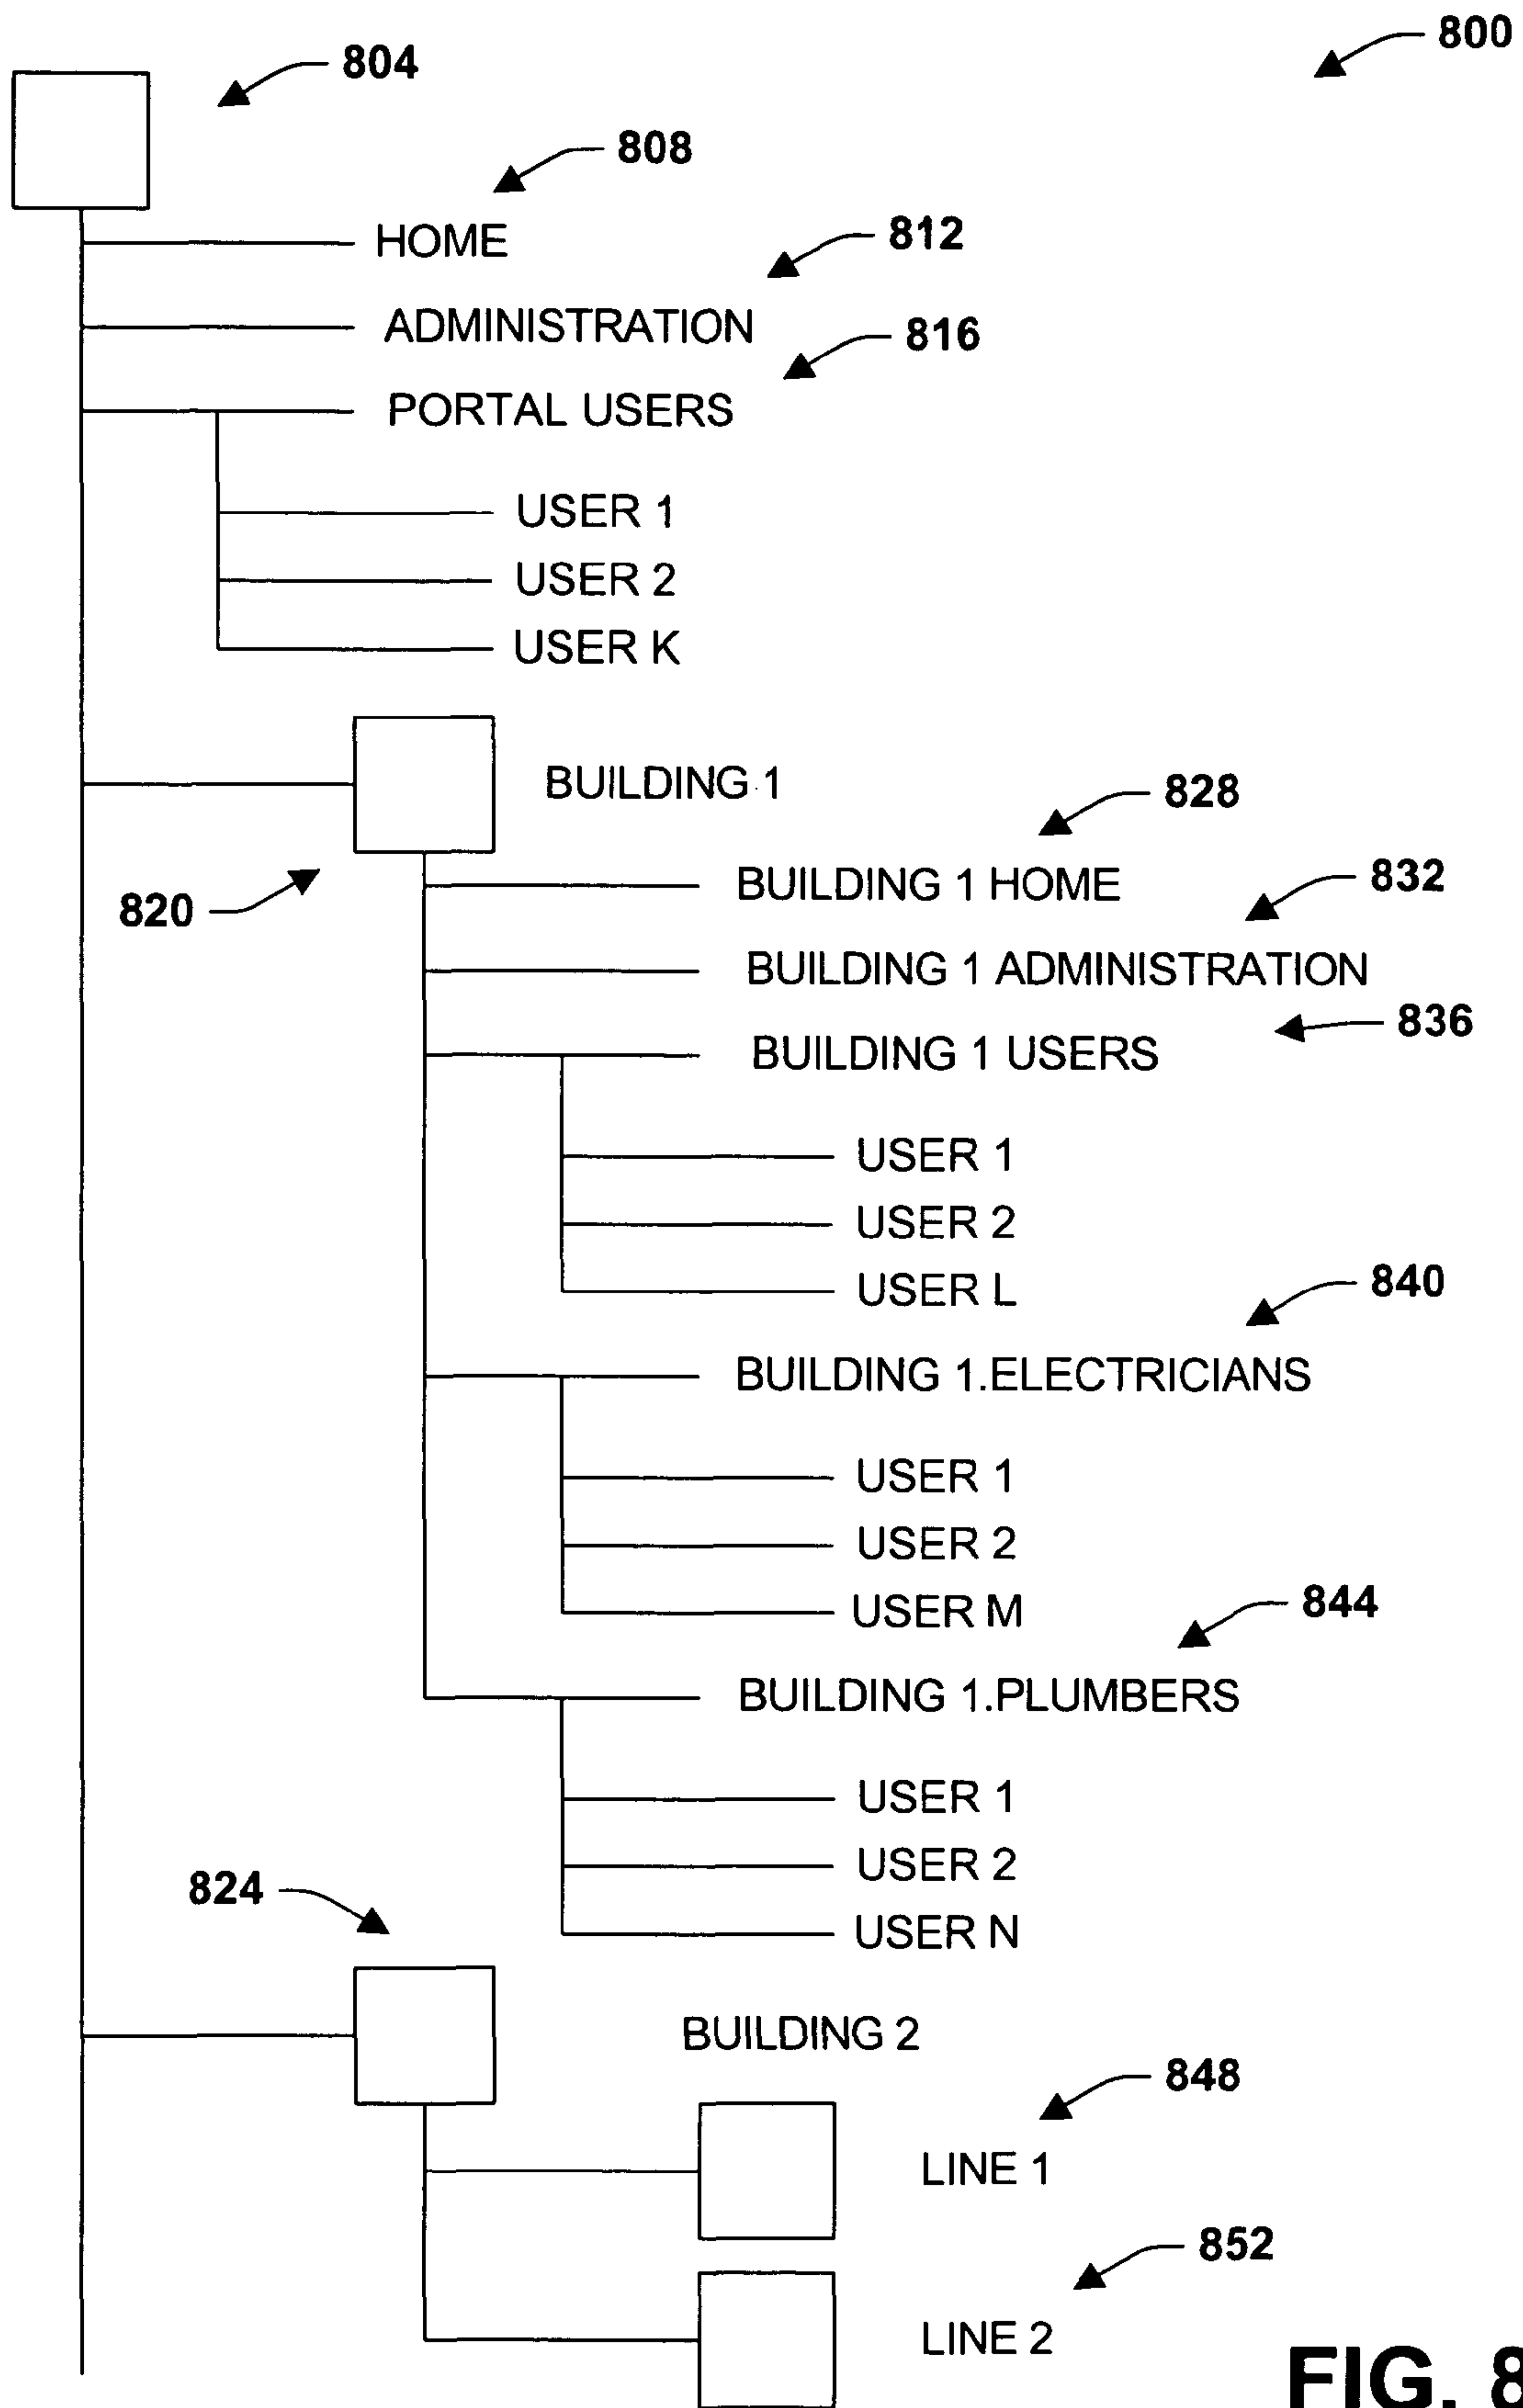 800
804
808
HOME
812
ADMINISTRATION
816
PORTAL USERS
USER 1
USER 2
USER K
BUILDING 1
820
828
BUILDING 1 HOME
832
BUILDING 1 ADMINISTRATION
836
BUILDING 1 USERS
USER 1
USER 2
USER L
840
BUILDING 1.ELECTRICIANS
USER 1
USER 2
USER M
844
BUILDING 1.PLUMBERS
USER 1
USER 2
USER N
824
BUILDING 2
848
LINE 1
852
LINE 2
FIG. 8